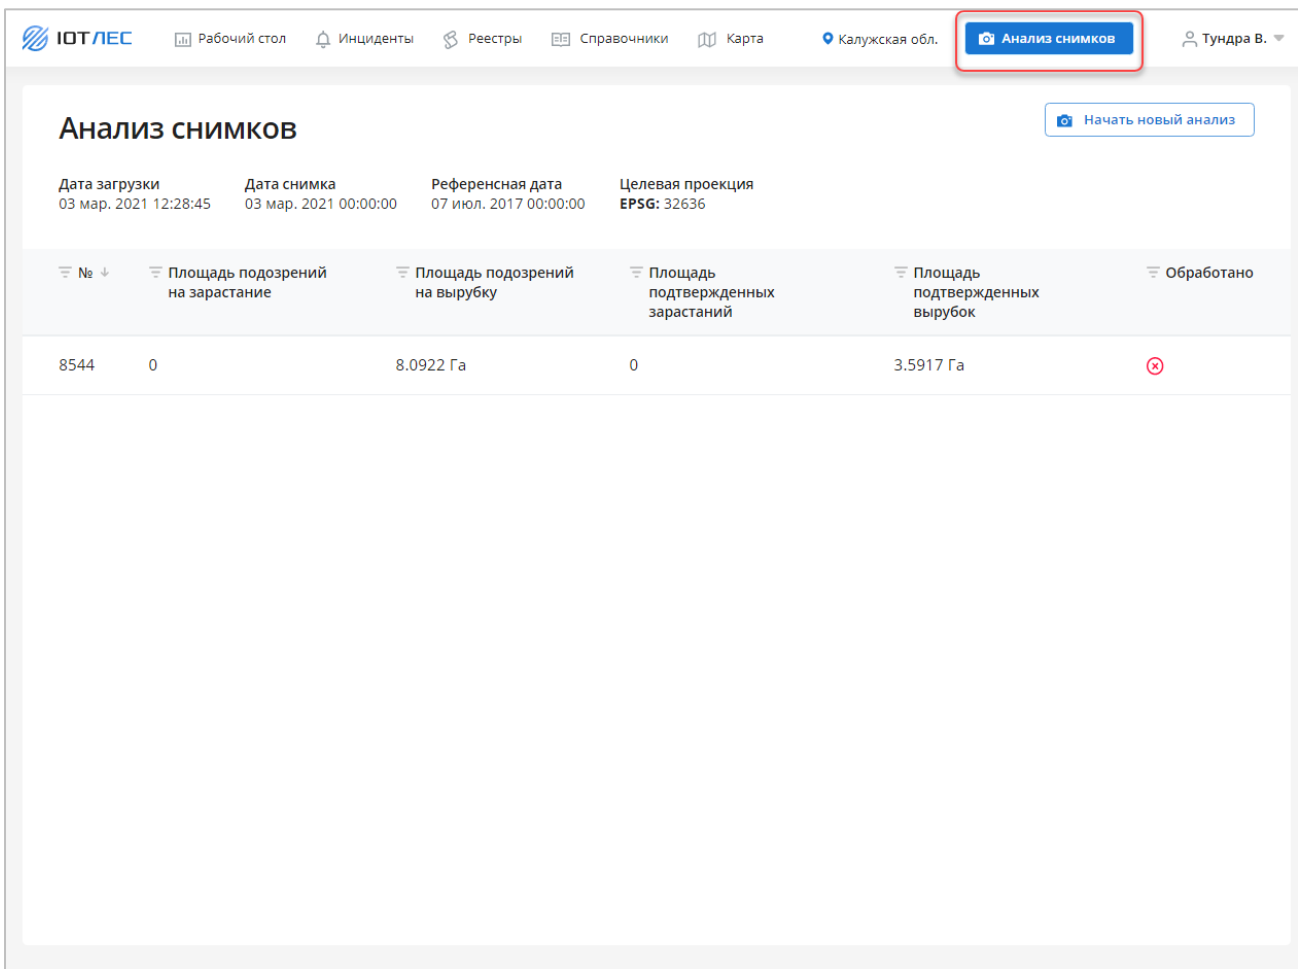 IOT ЛЕС Рабочий стол Инциденты Реестры Справочники Карта Калужская обл. Анализ снимков Тундра В.
Анализ снимков
Начать новый анализ
Дата загрузки Дата снимка Референсная дата Целевая проекция
03 мар. 2021 12:28:45 03 мар. 2021 00:00:00 07 июл. 2017 00:00:00 EPSG: 32636
№ Площадь подозрений Площадь подозрений Площадь Площадь Обработано
на зарастание на вырубку подтвержденных подтвержденных
зарастаний вырубок
8544 0 8.0922 Га 0 3.5917 Га